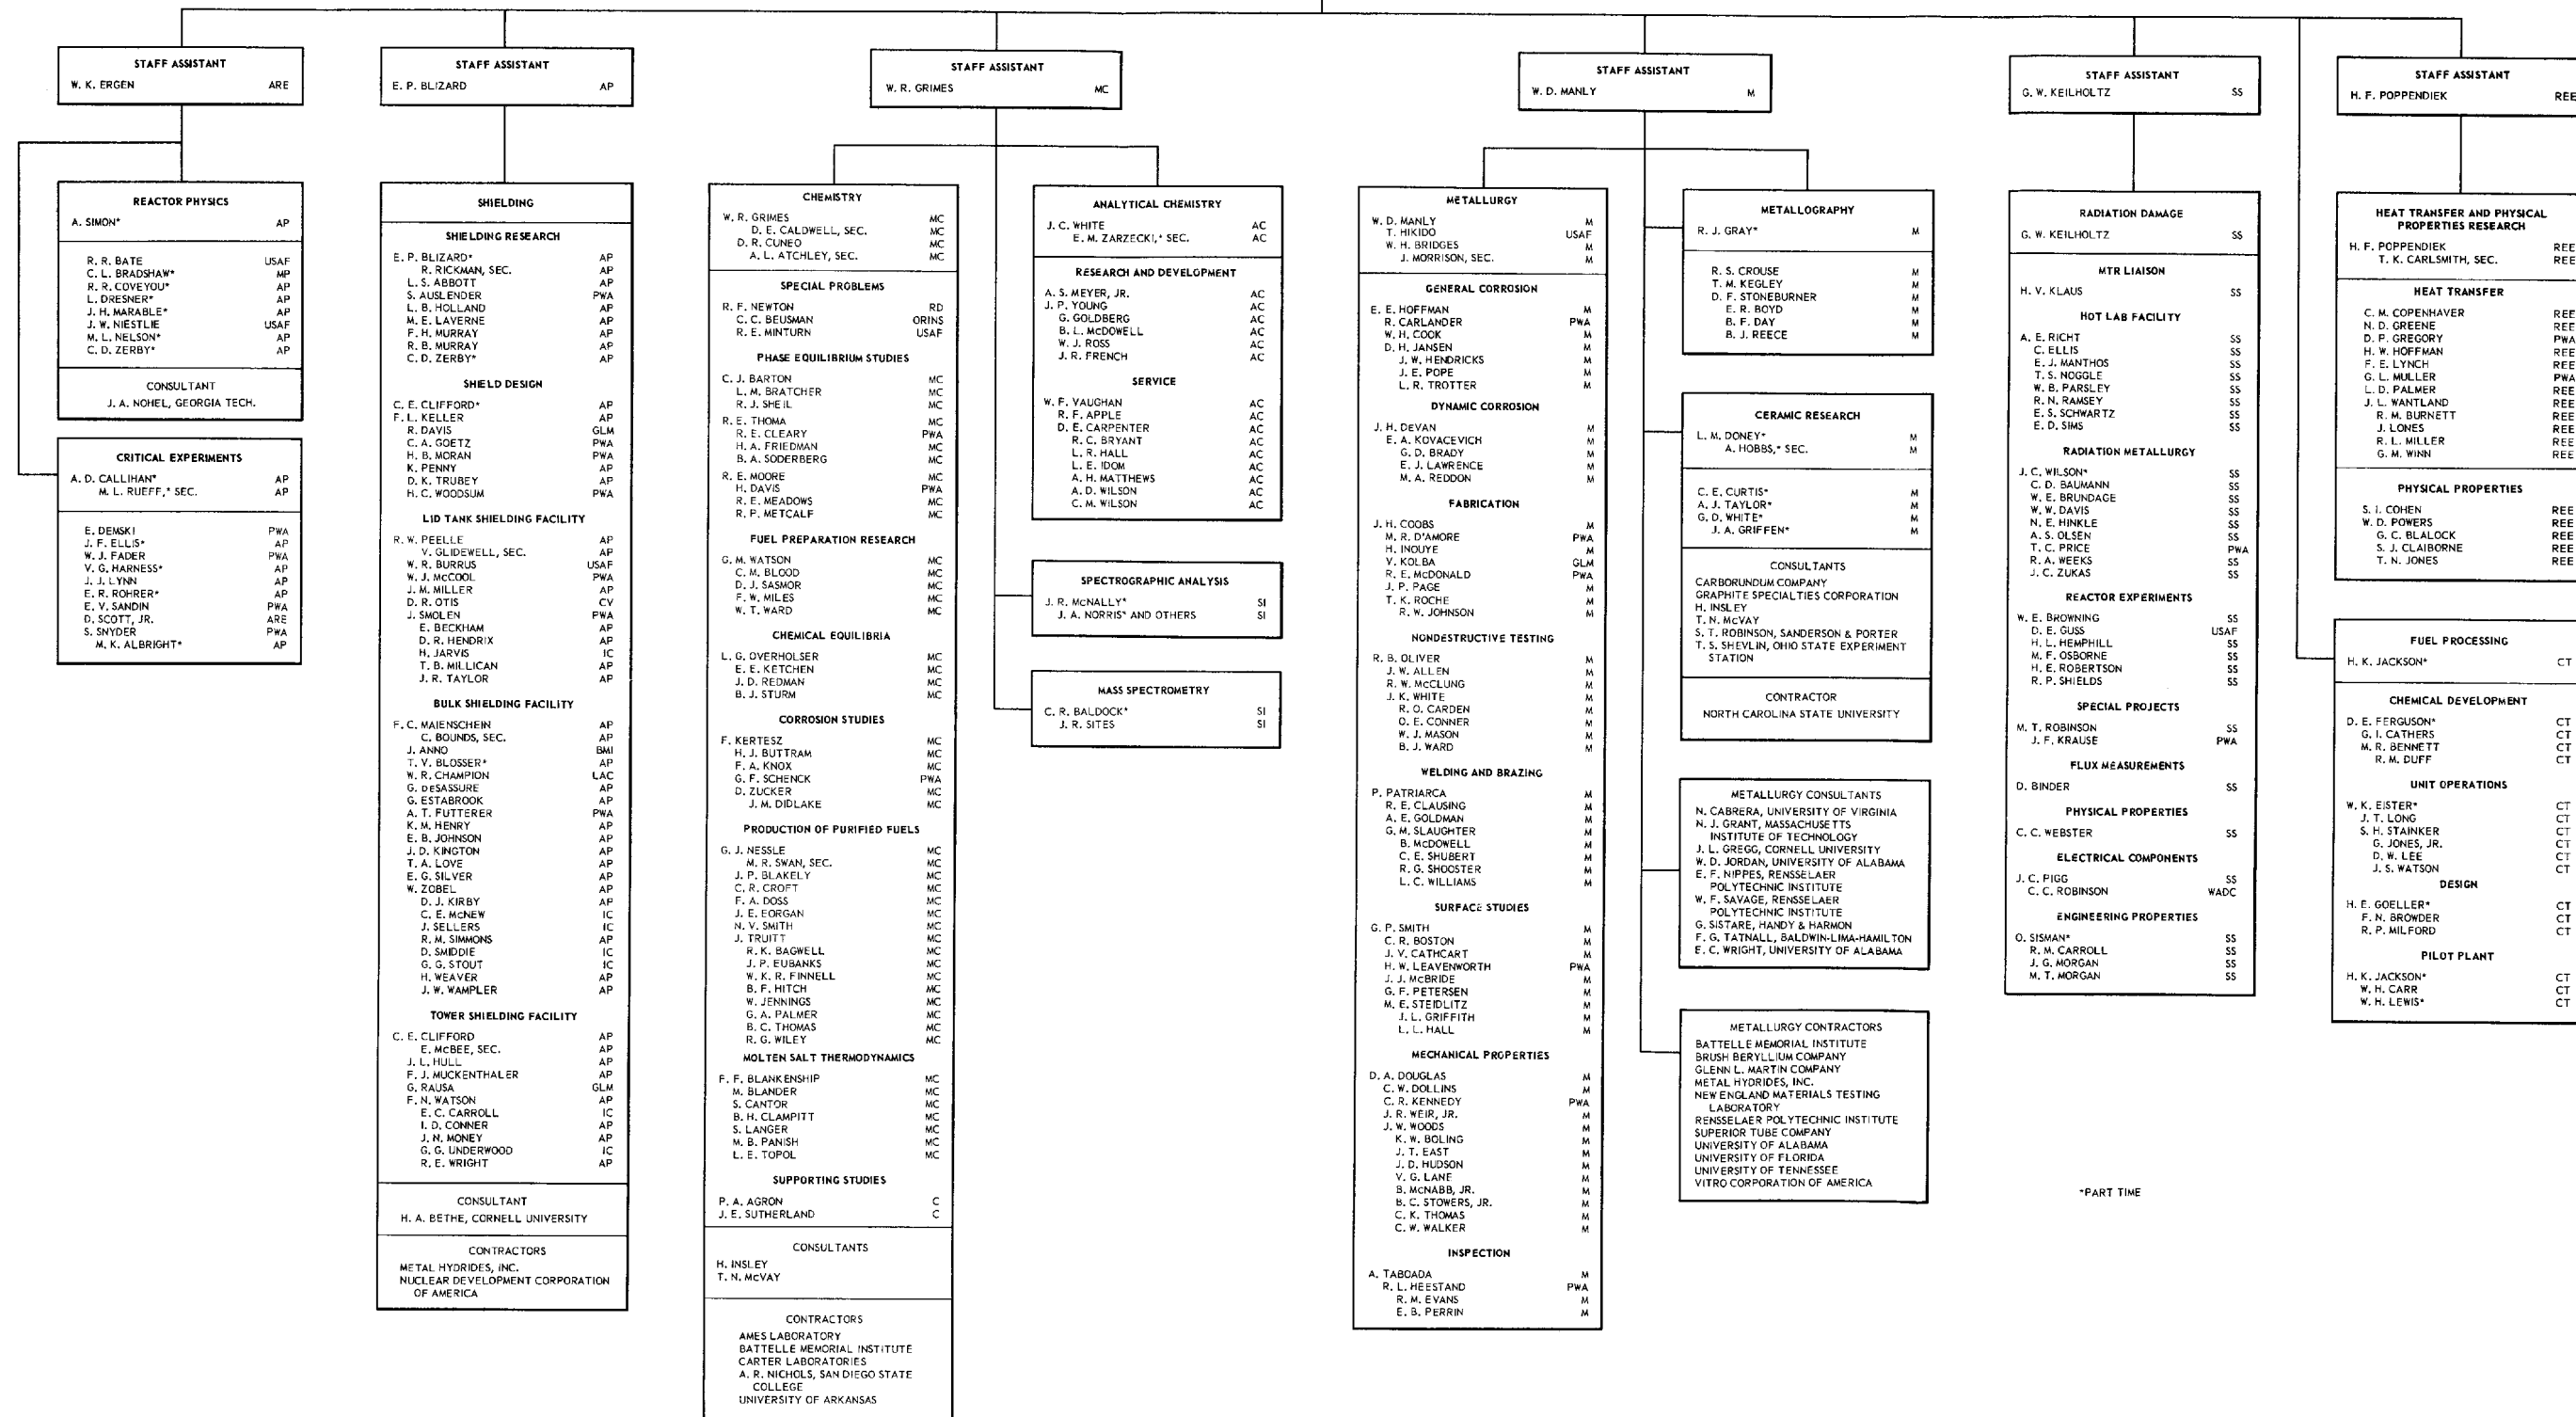 STAFF ASSISTANT
W. K. ERGEN ARE
REACTOR PHYSICS
A. SIMON* AP
R. R. BATE USAF
C. L. BRADSHAW* MP
R. R. COVEYOU* AP
L. DRESNER* AP
J. H. MARABLE* AP
J. W. NIESTLIE USAF
M. L. NELSON* AP
C. D. ZERBY* AP
CONSULTANT
J. A. NOHEL, GEORGIA TECH.
CRITICAL EXPERIMENTS
A. D. CALLIHAN* AP
M. L. RUEFF,* SEC. AP
E. DEMSKI PWA
J. F. ELLIS* AP
W. J. FADER PWA
V. G. HARNESS* AP
J. J. LYNN AP
E. R. ROHRER* AP
E. V. SANDIN PWA
D. SCOTT, JR. ARE
S. SNYDER PWA
M. K. ALBRIGHT* AP
STAFF ASSISTANT
E. P. BLIZARD AP
SHIELDING
SHIELDING RESEARCH
E. P. BLIZARD* AP
R. RICKMAN, SEC. AP
L. S. ABBOTT AP
S. AUSLENDER PWA
L. B. HOLLAND AP
M. E. LAVERNE AP
F. H. MURRAY AP
R. B. MURRAY AP
C. D. ZERBY* AP
SHIELD DESIGN
C. E. CLIFFORD* AP
F. L. KELLER AP
R. DAVIS GLM
C. A. GOETZ PWA
H. B. MORAN PWA
K. PENNY AP
D. K. TRUBEY AP
H. C. WOODSUM PWA
LID TANK SHIELDING FACILITY
R. W. PEELLE AP
V. GLIDEWELL, SEC. AP
W. R. BURRUS USAF
W. J. McCOOL PWA
J. M. MILLER AP
D. R. OTIS CV
J. SMOLEN PWA
E. BECKHAM AP
D. R. HENDRIX AP
H. JARVIS IC
T. B. MILLICAN AP
J. R. TAYLOR AP
BULK SHIELDING FACILITY
F. C. MAIENSCHEIN AP
C. BOUNDS, SEC. AP
J. ANNO BMI
T. V. BLOSSER* AP
W. R. CHAMPION LAC
G. DESAUSSURE AP
G. ESTABROOK AP
A. T. FUTTERER PWA
K. M. HENRY AP
E. B. JOHNSON AP
J. D. KINGTON AP
T. A. LOVE AP
E. G. SILVER AP
W. ZOBEL AP
D. J. KIRBY AP
C. E. McNEW IC
J. SELLERS IC
R. M. SIMMONS AP
D. SMIDDIE IC
G. G. STOUT IC
H. WEAVER AP
J. W. WAMPLER AP
TOWER SHIELDING FACILITY
C. E. CLIFFORD AP
E. McBEE, SEC. AP
J. L. HULL AP
F. J. MUCKENTHALER AP
G. RAUSA GLM
F. N. WATSON AP
E. C. CARROLL IC
I. D. CONNER AP
J. N. MONEY AP
G. G. UNDERWOOD IC
R. E. WRIGHT AP
CONSULTANT
H. A. BETHE, CORNELL UNIVERSITY
CONTRACTORS
METAL HYDRIDES, INC.
NUCLEAR DEVELOPMENT CORPORATION
OF AMERICA
STAFF ASSISTANT
W. R. GRIMES MC
CHEMISTRY
W. R. GRIMES MC
D. E. CALDWELL, SEC. MC
D. R. CUNEO MC
A. L. ATCHLEY, SEC. MC
SPECIAL PROBLEMS
R. F. NEWTON RD
C. C. BEUSMAN ORINS
R. E. MINTURN USAF
PHASE EQUILIBRIUM STUDIES
C. J. BARTON MC
L. M. BRATCHER MC
R. J. SHEIL MC
R. E. THOMA MC
R. E. CLEARY PWA
H. A. FRIEDMAN MC
B. A. SODERBERG MC
R. E. MOORE MC
H. DAVIS PWA
R. E. MEADOWS MC
R. P. METCALF MC
FUEL PREPARATION RESEARCH
G. M. WATSON MC
C. M. BLOOD MC
D. J. SASMOR MC
F. W. MILES MC
W. T. WARD MC
CHEMICAL EQUILIBRIA
L. G. OVERHOLSER MC
E. E. KETCHEN MC
J. D. REDMAN MC
B. J. STURM MC
CORROSION STUDIES
F. KERTESZ MC
H. J. BUTTRAM MC
F. A. KNOX MC
G. F. SCHENCK PWA
D. ZUCKER MC
J. M. DIDLAKE MC
PRODUCTION OF PURIFIED FUELS
G. J. NESSLE MC
M. R. SWAN, SEC. MC
J. P. BLAKELY MC
C. R. CROFT MC
F. A. DOSS MC
J. E. EORGAN MC
N. V. SMITH MC
J. TRUITT MC
R. K. BAGWELL MC
J. P. EUBANKS MC
W. K. R. FINNELL MC
B. F. HITCH MC
W. JENNINGS MC
G. A. PALMER MC
B. C. THOMAS MC
R. G. WILEY MC
MOLTEN SALT THERMODYNAMICS
F. F. BLANKENSHIP MC
M. BLANDER MC
S. CANTOR MC
B. H. CLAMPITT MC
S. LANGER MC
M. B. PANISH MC
L. E. TOPOL MC
SUPPORTING STUDIES
P. A. AGRON C
J. E. SUTHERLAND C
CONSULTANTS
H. INSLEY
T. N. McVAY
CONTRACTORS
AMES LABORATORY
BATTELLE MEMORIAL INSTITUTE
CARTER LABORATORIES
A. R. NICHOLS, SAN DIEGO STATE
COLLEGE
UNIVERSITY OF ARKANSAS
ANALYTICAL CHEMISTRY
J. C. WHITE AC
E. M. ZARZECKI,* SEC. AC
RESEARCH AND DEVELOPMENT
A. S. MEYER, JR. AC
J. P. YOUNG AC
G. GOLDBERG AC
B. L. McDOWELL AC
W. J. ROSS AC
J. R. FRENCH AC
SERVICE
W. F. VAUGHAN AC
R. F. APPLE AC
D. E. CARPENTER AC
R. C. BRYANT AC
L. R. HALL AC
L. E. IDOM AC
A. H. MATTHEWS AC
A. D. WILSON AC
C. M. WILSON AC
SPECTROGRAPHIC ANALYSIS
J. R. McNALLY* SI
J. A. NORRIS* AND OTHERS SI
MASS SPECTROMETRY
C. R. BALDOCK* SI
J. R. SITES SI
STAFF ASSISTANT
W. D. MANLY M
METALLURGY
W. D. MANLY M
T. HIKIDO USAF
W. H. BRIDGES M
J. MORRISON, SEC. M
GENERAL CORROSION
E. E. HOFFMAN M
R. CARLANDER PWA
W. H. COOK M
D. H. JANSEN M
J. W. HENDRICKS M
J. E. POPE M
L. R. TROTTER M
DYNAMIC CORROSION
J. H. DeVAN M
E. A. KOVACEVICH M
G. D. BRADY M
E. J. LAWRENCE M
M. A. REDDON M
FABRICATION
J. H. COOBS M
M. R. D'AMORE PWA
H. INOUYE M
V. KOLBA GLM
R. E. McDONALD PWA
J. P. PAGE M
T. K. ROCHE M
R. W. JOHNSON M
NONDESTRUCTIVE TESTING
R. B. OLIVER M
J. W. ALLEN M
R. W. McCLUNG M
J. K. WHITE M
R. O. CARDEN M
O. E. CONNER M
W. J. MASON M
B. J. WARD M
WELDING AND BRAZING
P. PATRIARCA M
R. E. CLAUSING M
A. E. GOLDMAN M
G. M. SLAUGHTER M
B. McDOWELL M
C. E. SHUBERT M
R. G. SHOOSTER M
L. C. WILLIAMS M
SURFACE STUDIES
G. P. SMITH M
C. R. BOSTON M
J. V. CATHCART M
H. W. LEAVENWORTH PWA
J. J. McBRIDE M
G. F. PETERSEN M
M. E. STEIDLITZ M
J. L. GRIFFITH M
L. L. HALL M
MECHANICAL PROPERTIES
D. A. DOUGLAS M
C. W. DOLLINS M
C. R. KENNEDY PWA
J. R. WEIR, JR. M
J. W. WOODS M
K. W. BOLING M
J. T. EAST M
J. D. HUDSON M
V. G. LANE M
B. McNABB, JR. M
B. C. STOWERS, JR. M
C. K. THOMAS M
C. W. WALKER M
INSPECTION
A. TABOADA M
R. L. HEESTAND PWA
R. M. EVANS M
E. B. PERRIN M
METALLOGRAPHY
R. J. GRAY* M
R. S. CROUSE M
T. M. KEGLEY M
D. F. STONEBURNER M
E. R. BOYD M
B. F. DAY M
B. J. REECE M
CERAMIC RESEARCH
L. M. DONEY* M
A. HOBBS,* SEC. M
C. E. CURTIS* M
A. J. TAYLOR* M
G. D. WHITE* M
J. A. GRIFFEN* M
CONSULTANTS
CARBORUNDUM COMPANY
GRAPHITE SPECIALTIES CORPORATION
H. INSLEY
T. N. McVAY
S. T. ROBINSON, SANDERSON & PORTER
T. S. SHEVLIN, OHIO STATE EXPERIMENT
STATION
CONTRACTOR
NORTH CAROLINA STATE UNIVERSITY
METALLURGY CONSULTANTS
N. CABRERA, UNIVERSITY OF VIRGINIA
N. J. GRANT, MASSACHUSETTS
INSTITUTE OF TECHNOLOGY
J. L. GREGG, CORNELL UNIVERSITY
W. D. JORDAN, UNIVERSITY OF ALABAMA
E. F. NIPPES, RENSSELAER
POLYTECHNIC INSTITUTE
W. F. SAVAGE, RENSSELAER
POLYTECHNIC INSTITUTE
G. SISTARE, HANDY & HARMON
F. G. TATNALL, BALDWIN-LIMA-HAMILTON
E. C. WRIGHT, UNIVERSITY OF ALABAMA
METALLURGY CONTRACTORS
BATTELLE MEMORIAL INSTITUTE
BRUSH BERYLLIUM COMPANY
GLENN L. MARTIN COMPANY
METAL HYDRIDES, INC.
NEW ENGLAND MATERIALS TESTING
LABORATORY
RENSSELAER POLYTECHNIC INSTITUTE
SUPERIOR TUBE COMPANY
UNIVERSITY OF ALABAMA
UNIVERSITY OF FLORIDA
UNIVERSITY OF TENNESSEE
VITRO CORPORATION OF AMERICA
STAFF ASSISTANT
G. W. KEILHOLTZ SS
RADIATION DAMAGE
G. W. KEILHOLTZ SS
MTR LIAISON
H. V. KLAUS SS
HOT LAB FACILITY
A. E. RICHT SS
C. ELLIS SS
E. J. MANTHOS SS
T. S. NOGGLE SS
W. B. PARSLEY SS
R. N. RAMSEY SS
E. S. SCHWARTZ SS
E. D. SIMS SS
RADIATION METALLURGY
J. C. WILSON* SS
C. D. BAUMANN SS
W. E. BRUNDAGE SS
W. W. DAVIS SS
N. E. HINKLE SS
A. S. OLSEN SS
T. C. PRICE PWA
R. A. WEEKS SS
J. C. ZUKAS SS
REACTOR EXPERIMENTS
W. E. BROWNING SS
D. E. GUSS USAF
H. L. HEMPHILL SS
M. F. OSBORNE SS
H. E. ROBERTSON SS
R. P. SHIELDS SS
SPECIAL PROJECTS
M. T. ROBINSON SS
J. F. KRAUSE PWA
FLUX MEASUREMENTS
D. BINDER SS
PHYSICAL PROPERTIES
C. C. WEBSTER SS
ELECTRICAL COMPONENTS
J. C. PIGG SS
C. C. ROBINSON WADC
ENGINEERING PROPERTIES
O. SISMAN* SS
R. M. CARROLL SS
J. G. MORGAN SS
M. T. MORGAN SS
*PART TIME
STAFF ASSISTANT
H. F. POPPENDIEK REE
HEAT TRANSFER AND PHYSICAL
PROPERTIES RESEARCH
H. F. POPPENDIEK REE
T. K. CARLSMITH, SEC. REE
HEAT TRANSFER
C. M. COPENHAVER REE
N. D. GREENE REE
D. P. GREGORY PWA
H. W. HOFFMAN REE
F. E. LYNCH REE
G. L. MULLER PWA
L. D. PALMER REE
J. L. WANTLAND REE
R. M. BURNETT REE
J. LONES REE
R. L. MILLER REE
G. M. WINN REE
PHYSICAL PROPERTIES
S. I. COHEN REE
W. D. POWERS REE
G. C. BLALOCK REE
S. J. CLAIBORNE REE
T. N. JONES REE
FUEL PROCESSING
H. K. JACKSON* CT
CHEMICAL DEVELOPMENT
D. E. FERGUSON* CT
G. I. CATHERS CT
M. R. BENNETT CT
R. M. DUFF CT
UNIT OPERATIONS
W. K. EISTER* CT
J. T. LONG CT
S. H. STAINKER CT
G. JONES, JR. CT
D. W. LEE CT
J. S. WATSON CT
DESIGN
H. E. GOELLER* CT
F. N. BROWDER CT
R. P. MILFORD CT
PILOT PLANT
H. K. JACKSON* CT
W. H. CARR CT
W. H. LEWIS* CT